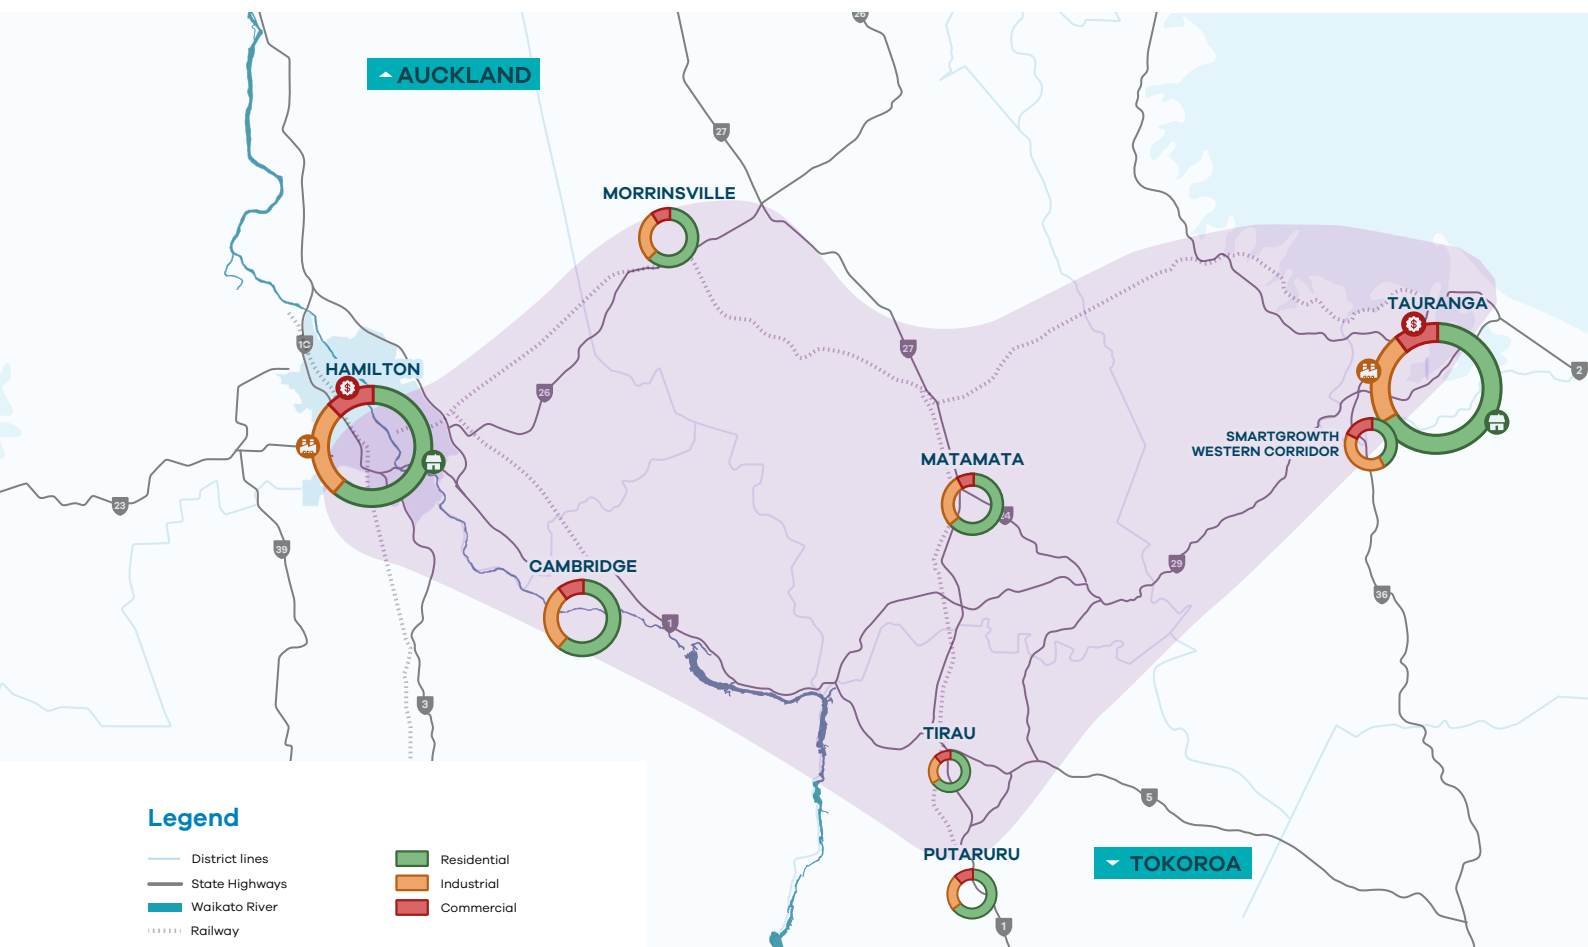 26
AUCKLAND
27
MORRINSVILLE
TAURANGA
1C
HAMILTON
27
2
26
SMARTGROWTH
WESTERN CORRIDOR
MATAMATA
23
39
CAMBRIDGE
29
36
1
3
TIRAU
5
PUTARURU
TOKOROA
1
Legend
District lines
State Highways
Waikato River
Railway
Residential
Industrial
Commercial